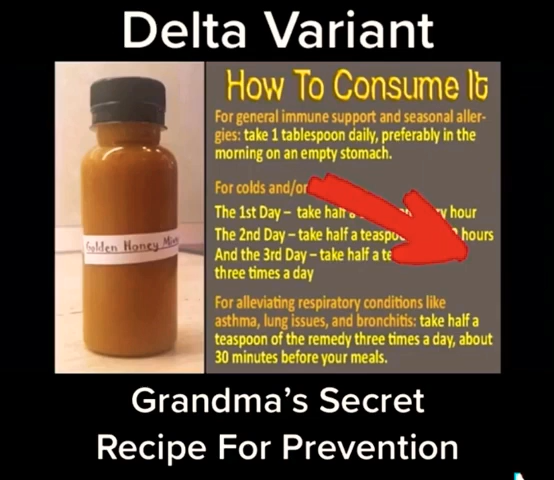 Delta Variant
Golden Honey
How To Consume It
For general immune support and seasonal aller-
gies: take 1 tablespoon daily, preferably in the
morning on an empty stomach.
For colds and/or
The 1st Day – take half a hour
The 2nd Day – take half a teaspo hours
And the 3rd Day – take half a te
three times a day
For alleviating respiratory conditions like
asthma, lung issues, and bronchitis: take half a
teaspoon of the remedy three times a day, about
30 minutes before your meals.
Grandma's Secret
Recipe For Prevention